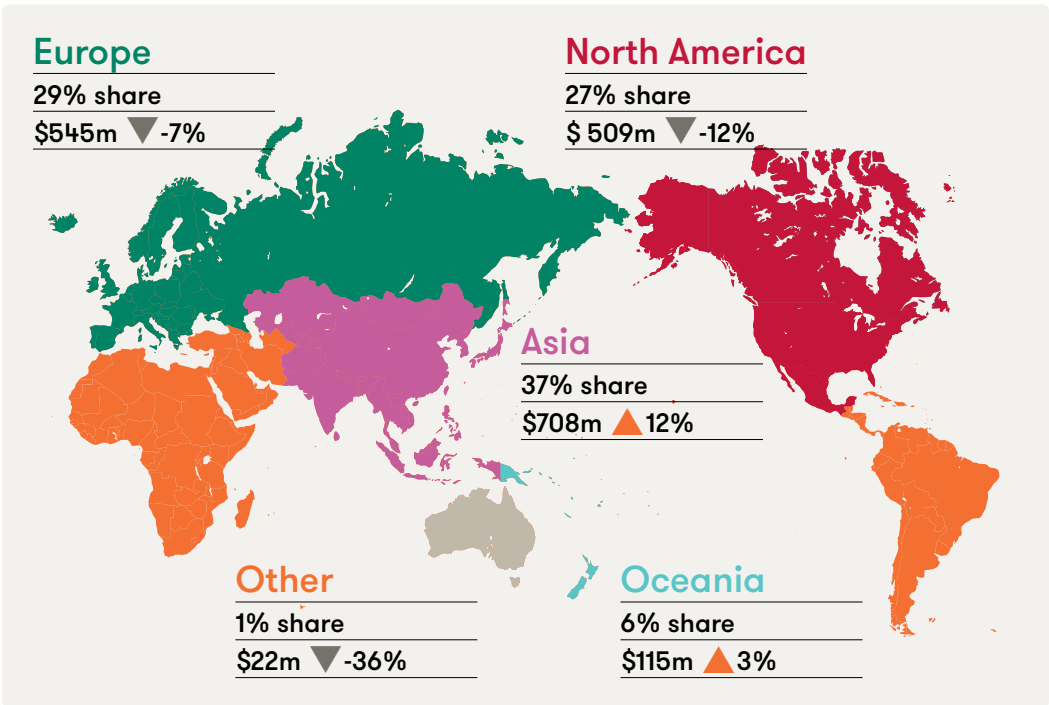 Europe
29% share
$545m -7%
North America
27% share
$ 509m -12%
Asia
37% share
$708m 12%
Other
1% share
$22m -36%
Oceania
6% share
$115m 3%